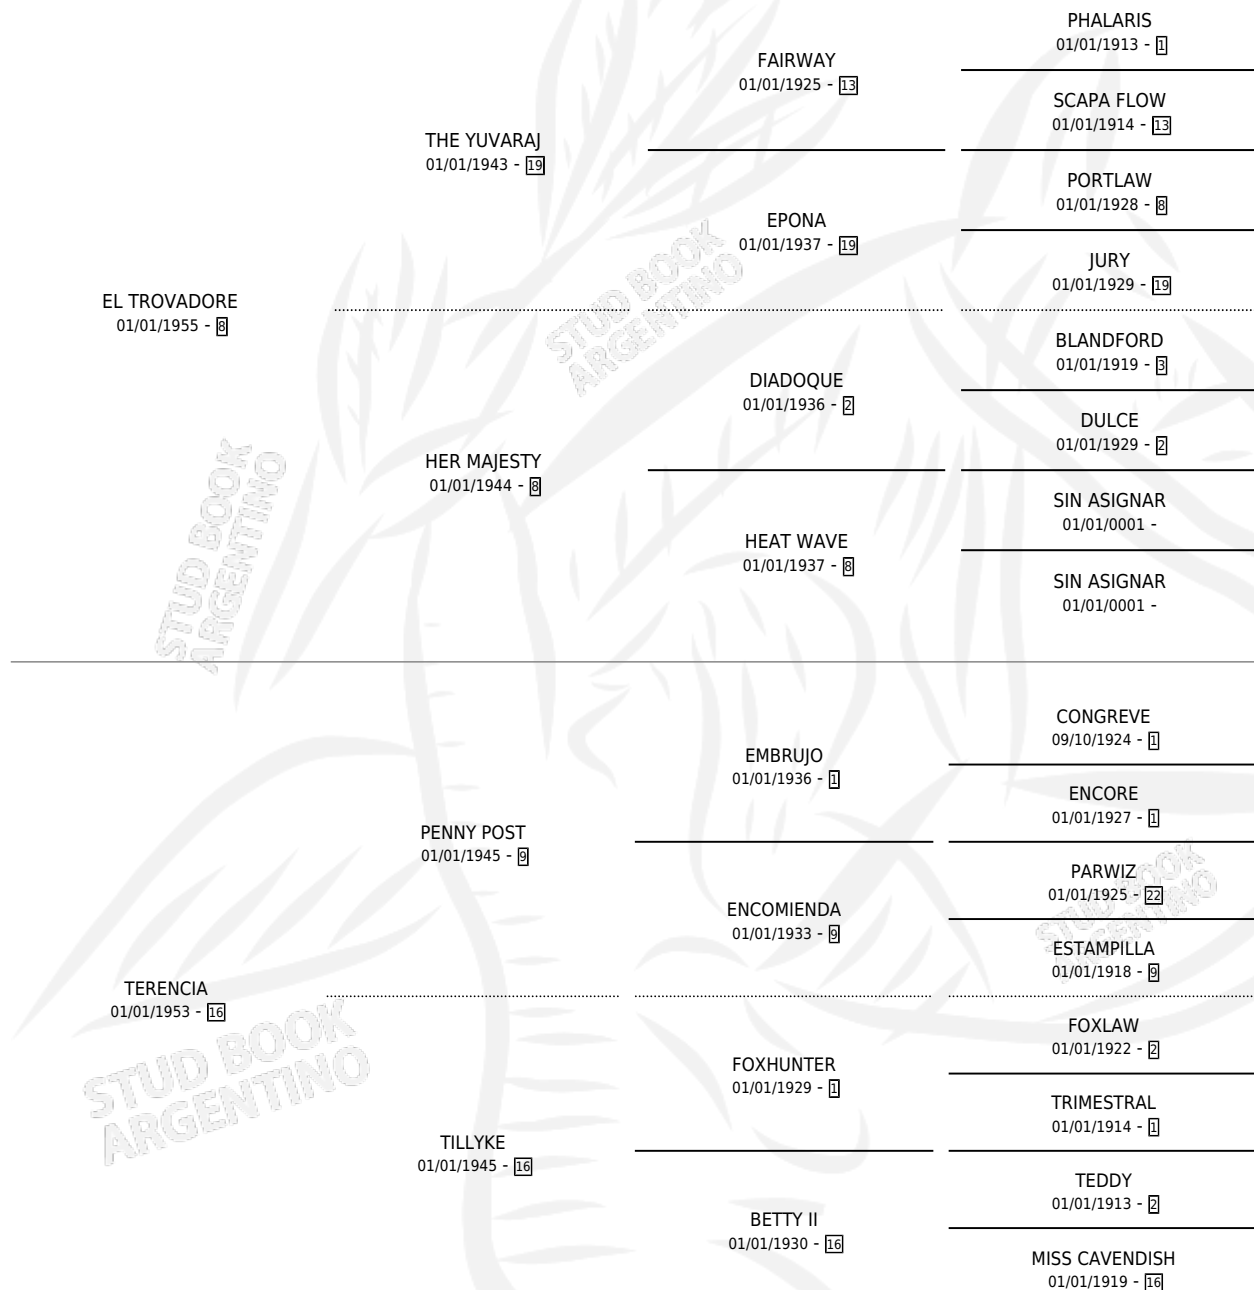 PHALARIS
01/01/1913 - 1
FAIRWAY
01/01/1925 - 13
SCAPA FLOW
01/01/1914 - 13
THE YUVARAJ
01/01/1943 - 19
PORTLAW
01/01/1928 - 8
EPONA
01/01/1937 - 19
JURY
01/01/1929 - 19
EL TROVADORE
01/01/1955 - 8
BLANDFORD
01/01/1919 - 3
DIADOQUE
01/01/1936 - 2
DULCE
01/01/1929 - 2
HER MAJESTY
01/01/1944 - 8
SIN ASIGNAR
01/01/0001 -
HEAT WAVE
01/01/1937 - 8
SIN ASIGNAR
01/01/0001 -
CONGREVE
09/10/1924 - 1
EMBRUJO
01/01/1936 - 1
ENCORE
01/01/1927 - 1
PENNY POST
01/01/1945 - 9
PARWIZ
01/01/1925 - 22
ENCOMIENDA
01/01/1933 - 9
ESTAMPILLA
01/01/1918 - 9
TERENCIA
01/01/1953 - 16
FOXLAW
01/01/1922 - 2
FOXHUNTER
01/01/1929 - 1
TRIMESTRAL
01/01/1914 - 1
TILLYKE
01/01/1945 - 16
TEDDY
01/01/1913 - 2
BETTY II
01/01/1930 - 16
MISS CAVENDISH
01/01/1919 - 16
STUD BOOK
ARGENTINO
STUD BOOK
ARGENTINO
STUD BOOK
ARGENTINO
STUD BOOK
ARGENTINO